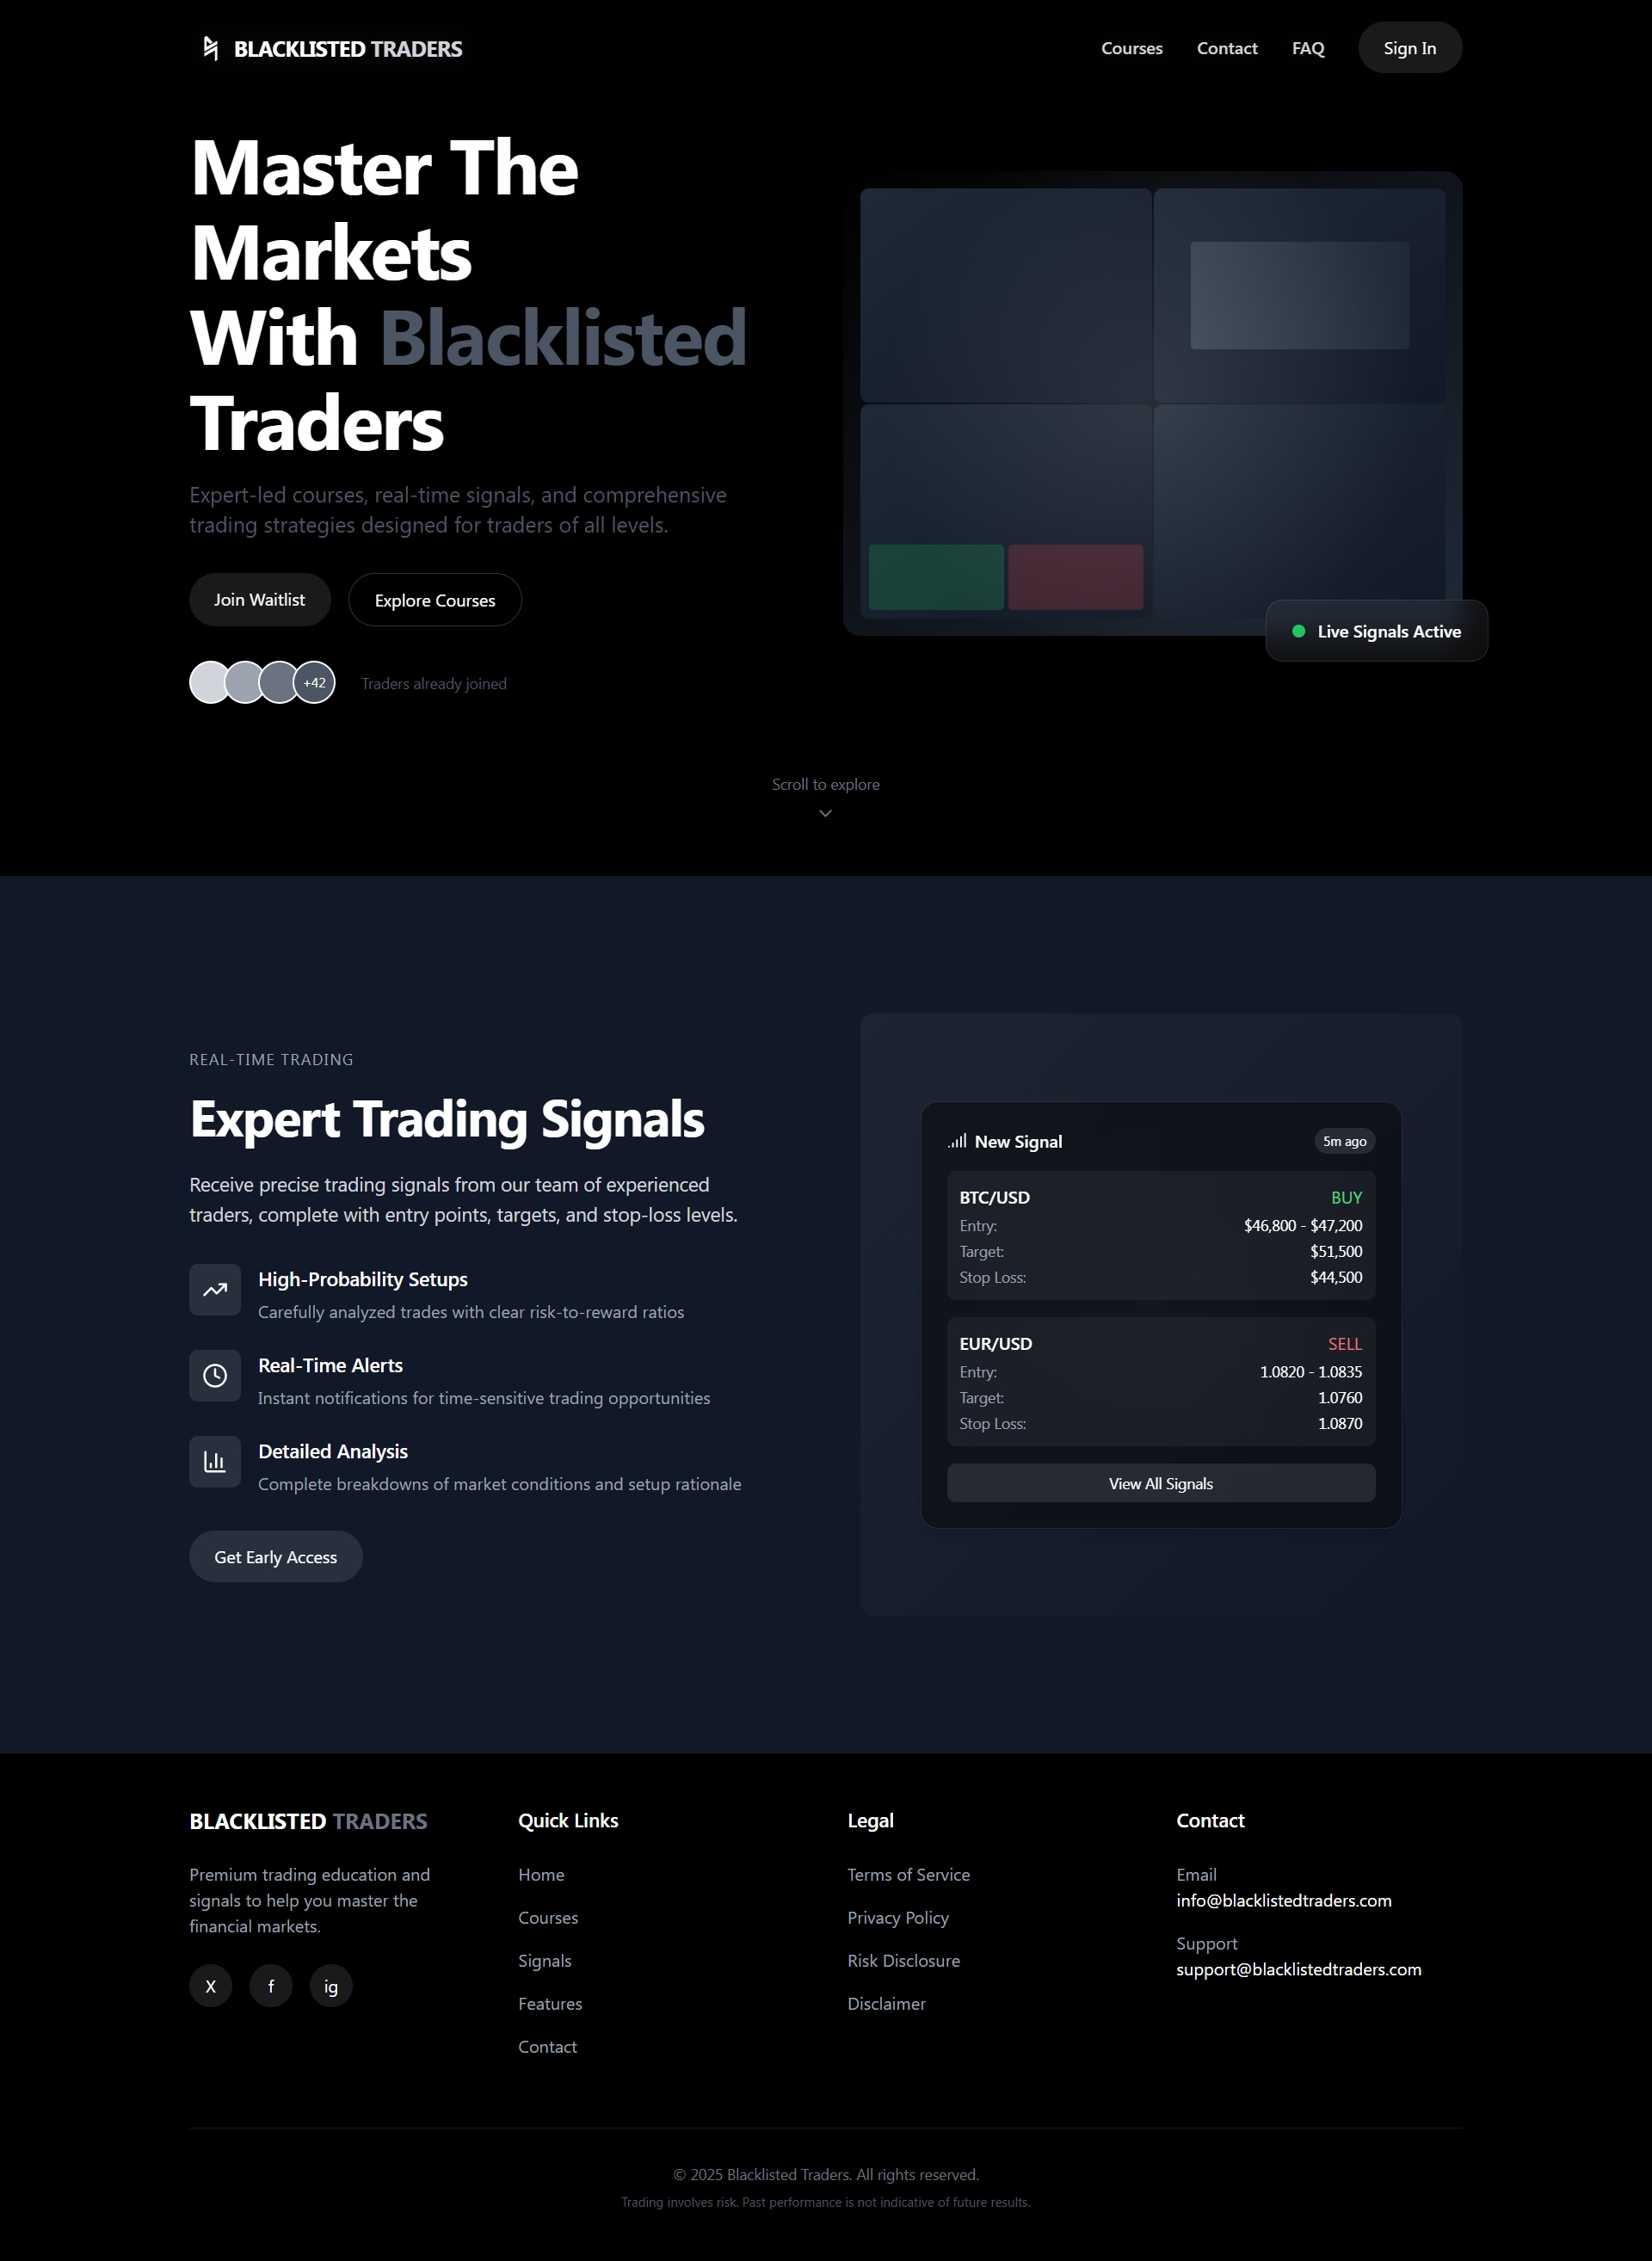 BLACKLISTED TRADERS
Courses
Contact
FAQ
Sign In
Master The
Markets
With Blacklisted
Traders
Expert-led courses, real-time signals, and comprehensive
trading strategies designed for traders of all levels.
Join Waitlist
Explore Courses
+42
Traders already joined
Live Signals Active
Scroll to explore
REAL-TIME TRADING
Expert Trading Signals
Receive precise trading signals from our team of experienced
traders, complete with entry points, targets, and stop-loss levels.
High-Probability Setups
Carefully analyzed trades with clear risk-to-reward ratios
Real-Time Alerts
Instant notifications for time-sensitive trading opportunities
Detailed Analysis
Complete breakdowns of market conditions and setup rationale
Get Early Access
New Signal
5m ago
BTC/USD BUY
Entry: $46,800 - $47,200
Target: $51,500
Stop Loss: $44,500
EUR/USD SELL
Entry: 1.0820 - 1.0835
Target: 1.0760
Stop Loss: 1.0870
View All Signals
BLACKLISTED TRADERS
Premium trading education and
signals to help you master the
financial markets.
X
f
ig
Quick Links
Home
Courses
Signals
Features
Contact
Legal
Terms of Service
Privacy Policy
Risk Disclosure
Disclaimer
Contact
Email
info@blacklistedtraders.com
Support
support@blacklistedtraders.com
© 2025 Blacklisted Traders. All rights reserved.
Trading involves risk. Past performance is not indicative of future results.